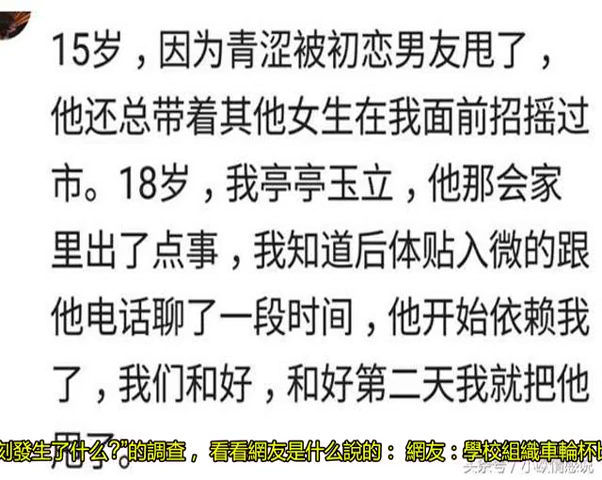 15岁，因为青涩被初恋男友甩了，
他还总带着其他女生在我面前招摇过
市。18岁，我亭亭玉立，他那会家
里出了点事，我知道后体贴入微的跟
他电话聊了一段时间，他开始依赖我
了，我们和好，和好第二天我就把他
甩了。
刻發生了什么?”的調查， 看看網友是什么說的： 網友：學校組織車輪杯
头条号／小欧情感说